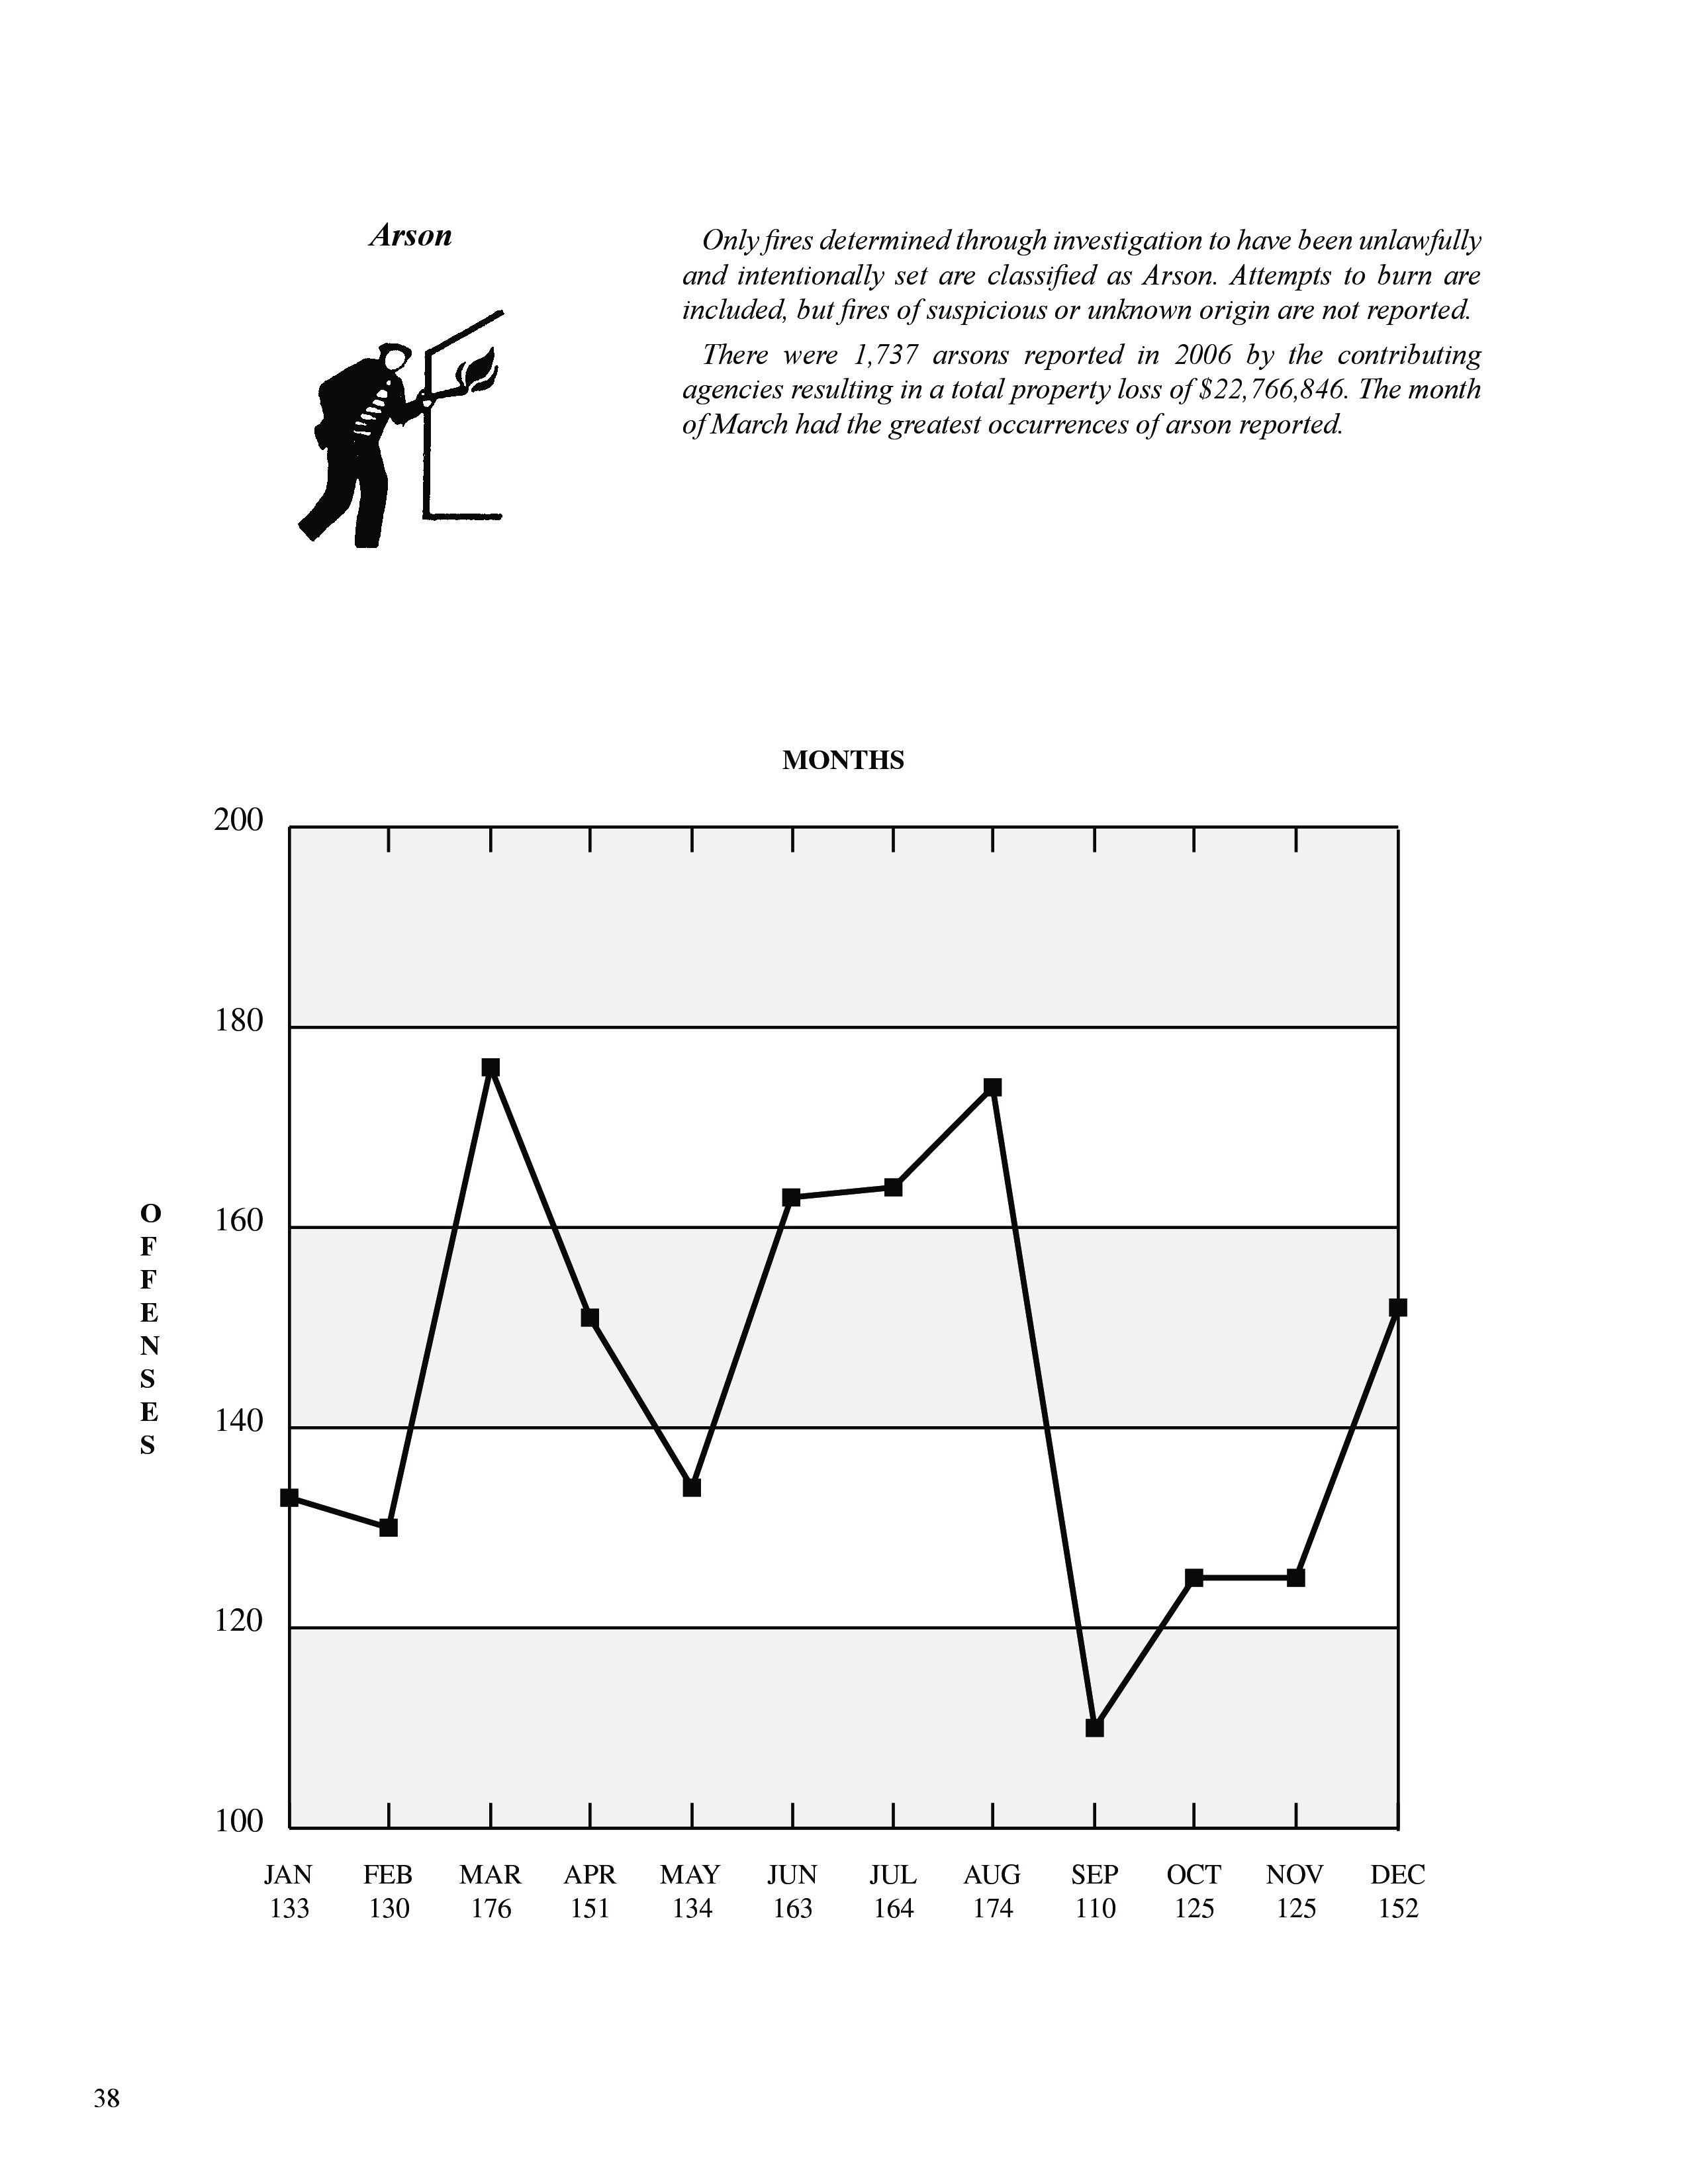 Arson
Only fires determined through investigation to have been unlawfully
and intentionally set are classified as Arson. Attempts to burn are
included, but fires of suspicious or unknown origin are not reported.
There were 1,737 arsons reported in 2006 by the contributing
agencies resulting in a total property loss of $22,766,846. The month
of March had the greatest occurrences of arson reported.
MONTHS
200
180
160
140
120
100
OFFENSES
JAN FEB MAR APR MAY JUN JUL AUG SEP OCT NOV DEC
133 130 176 151 134 163 164 174 110 125 125 152
38